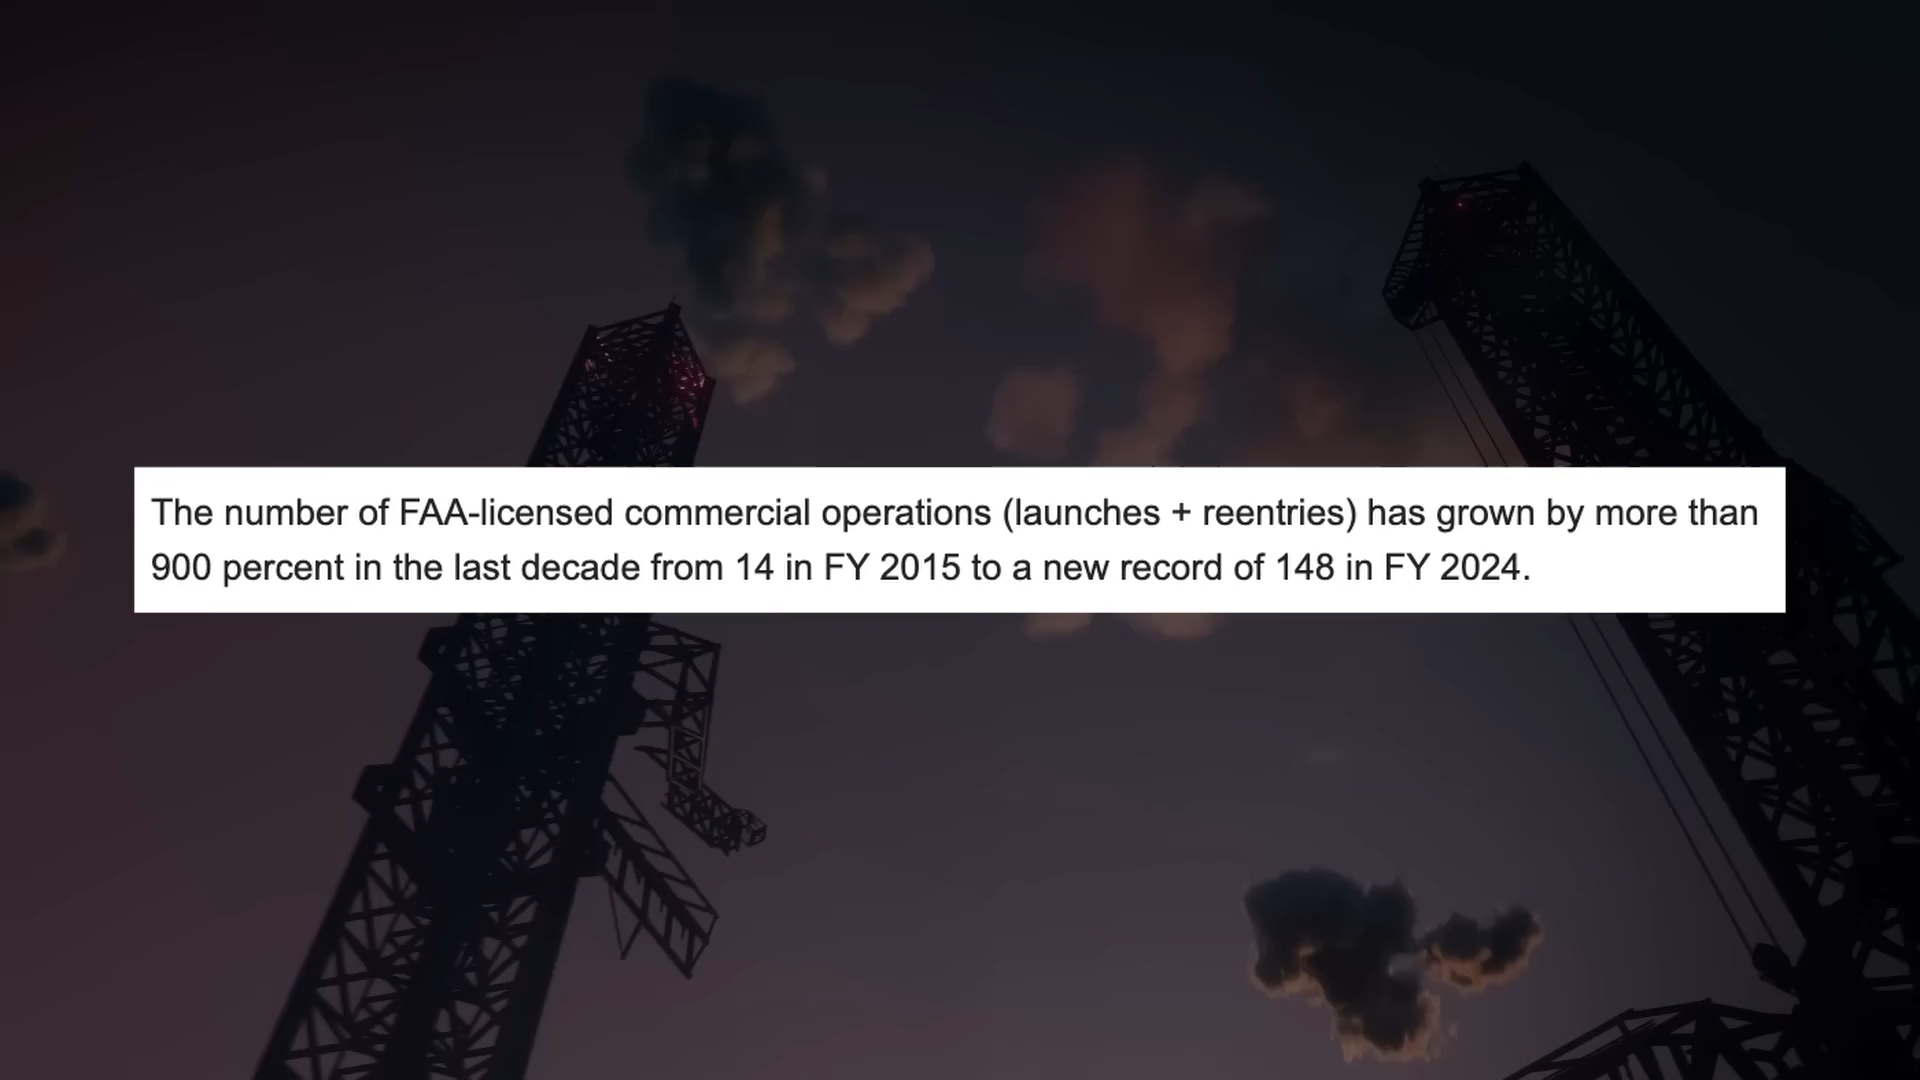 The number of FAA-licensed commercial operations (launches + reentries) has grown by more than
900 percent in the last decade from 14 in FY 2015 to a new record of 148 in FY 2024.